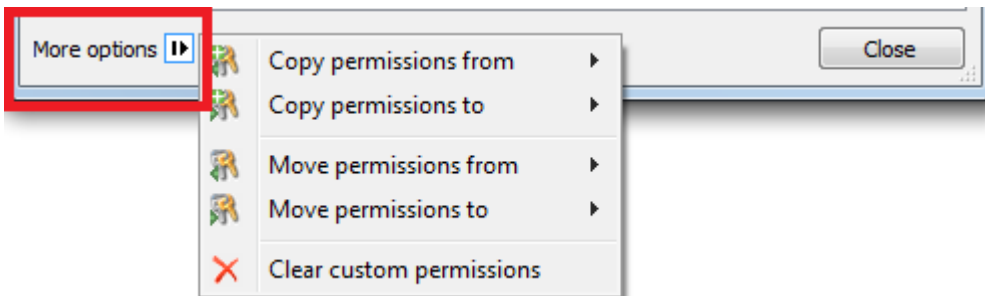 More options
Close
Copy permissions from
Copy permissions to
Move permissions from
Move permissions to
Clear custom permissions